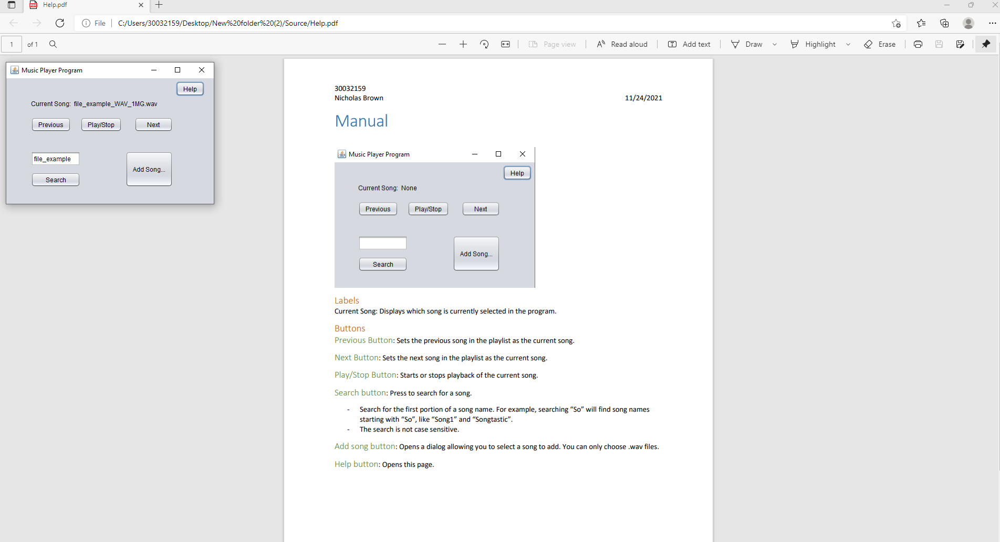 Help.pdf
File
C:/Users/30032159/Desktop/New%20folder%20(2)/Source/Help.pdf
1 of 1
Page view
Read aloud
Add text
Draw
Highlight
Erase
Music Player Program
Help
Current Song: file_example_WAV_1MG.wav
Previous Play/Stop Next
file_example
Add Song...
Search
30032159
Nicholas Brown 11/24/2021
Manual
Music Player Program
Help
Current Song: None
Previous Play/Stop Next
Add Song...
Search
Labels
Current Song: Displays which song is currently selected in the program.
Buttons
Previous Button: Sets the previous song in the playlist as the current song.
Next Button: Sets the next song in the playlist as the current song.
Play/Stop Button: Starts or stops playback of the current song.
Search button: Press to search for a song.
- Search for the first portion of a song name. For example, searching “So” will find song names
starting with “So”, like “Song1” and “Songtastic”.
- The search is not case sensitive.
Add song button: Opens a dialog allowing you to select a song to add. You can only choose .wav files.
Help button: Opens this page.